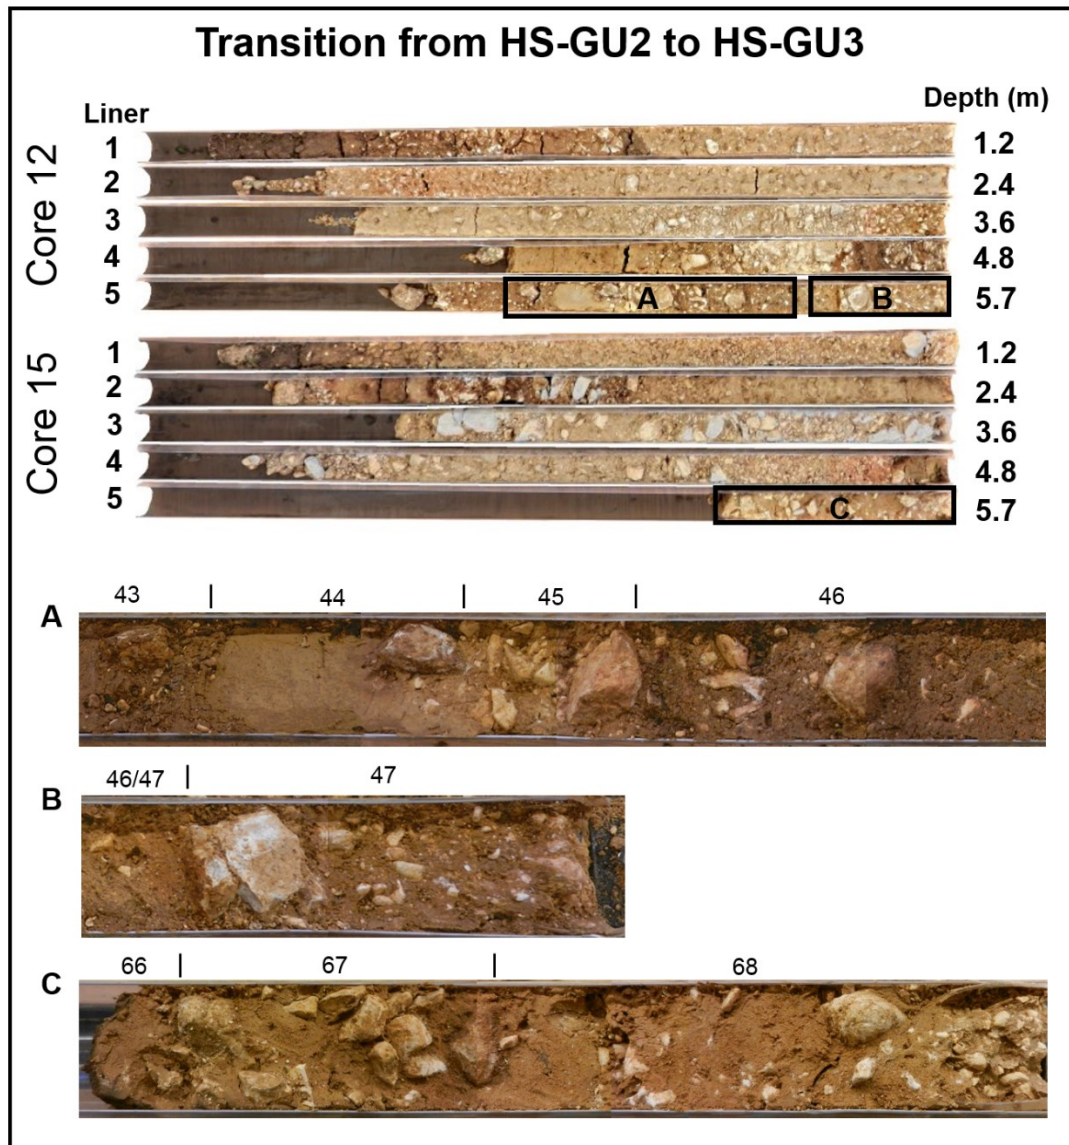 Transition from HS-GU2 to HS-GU3
Liner
Depth (m)
Core 12
1
1.2
2
2.4
3
3.6
4
4.8
5
A
B
5.7
Core 15
1
1.2
2
2.4
3
3.6
4
4.8
5
C
5.7
43 | 44 | 45 | 46
A
46/47 | 47
B
66 | 67 | 68
C